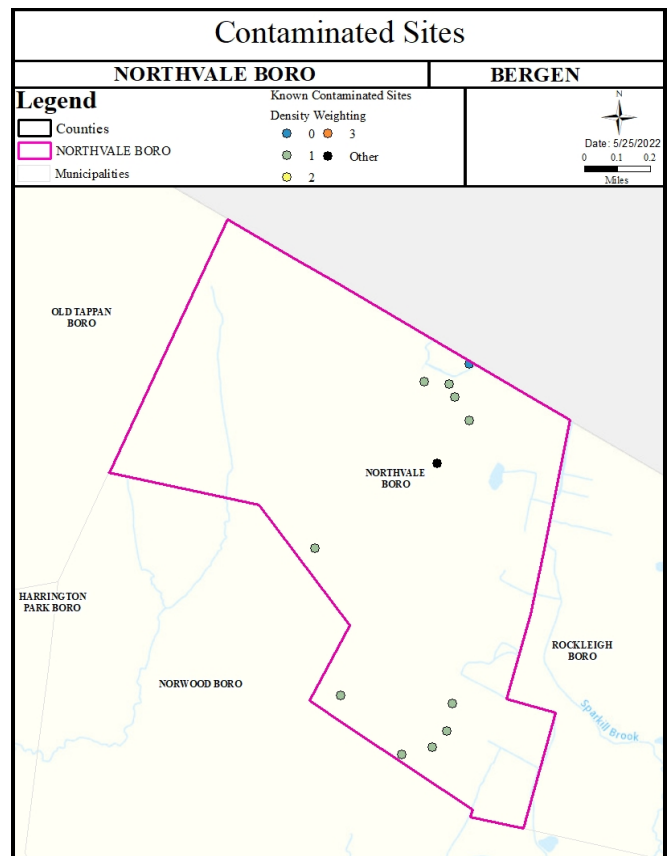 Contaminated Sites
NORTHVALE BORO
BERGEN
Legend
Counties
NORTHVALE BORO
Municipalities
Known Contaminated Sites
Density Weighting
0 3
1 Other
2
N
Date: 5/25/2022
0 0.1 0.2
Miles
OLD TAPPAN
BORO
NORTHVALE
BORO
HARRINGTON
PARK BORO
ROCKLEIGH
BORO
NORWOOD BORO
Sparkill Brook